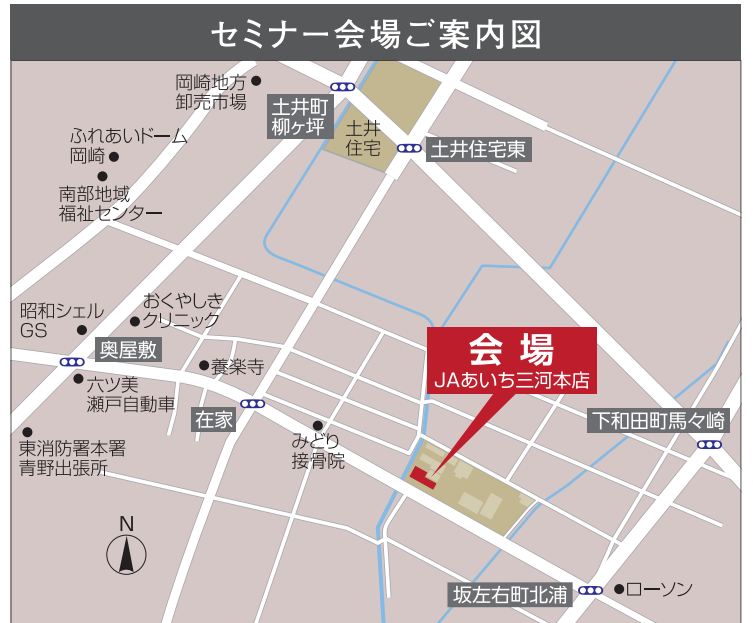 セミナー会場ご案内図
岡崎地方
卸売市場
土井町
柳ヶ坪
土井
住宅
土井住宅東
ふれあいドーム
岡崎
南部地域
福祉センター
昭和シェル
GS
おくやしき
クリニック
奥屋敷
養楽寺
会場
JAあいち三河本店
六ツ美
瀬戸自動車
在家
下和田町馬々崎
東消防署本署
青野出張所
みどり
接骨院
N
坂左右町北浦
ローソン